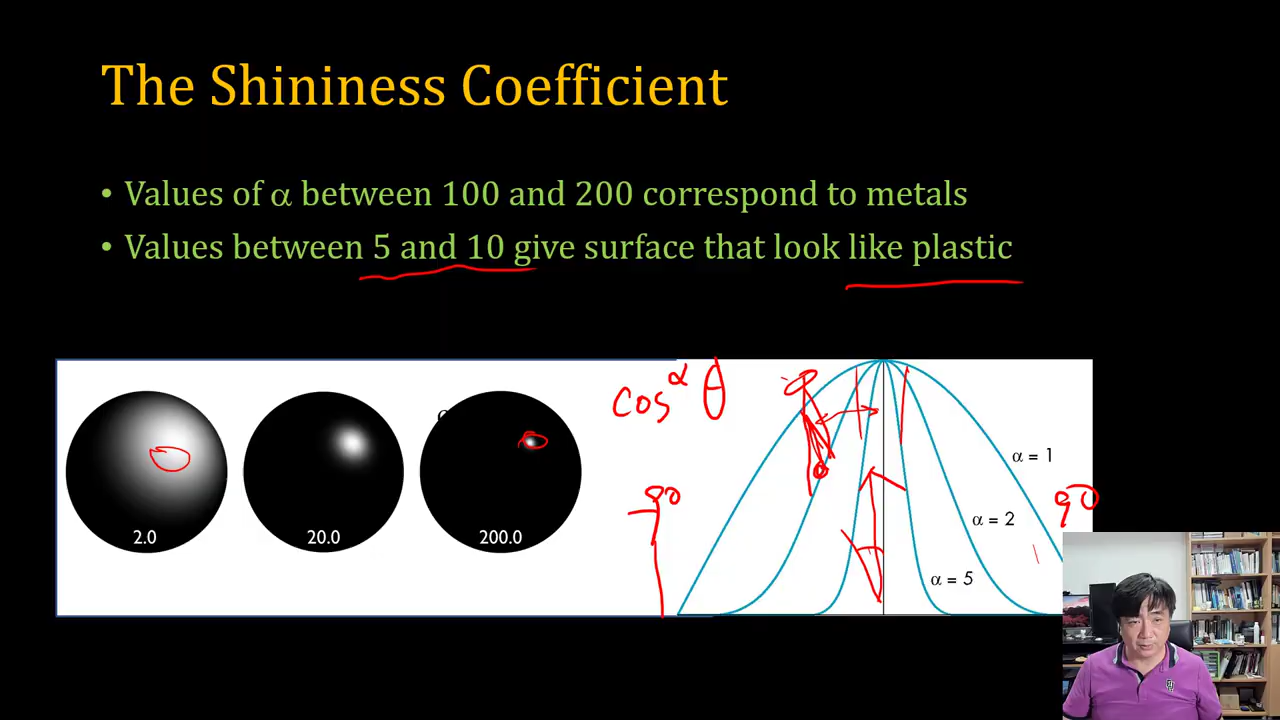 The Shininess Coefficient
• Values of α between 100 and 200 correspond to metals
• Values between 5 and 10 give surface that look like plastic
cos^α θ
α = 1
90
90
α = 2
2.0
20.0
200.0
α = 5